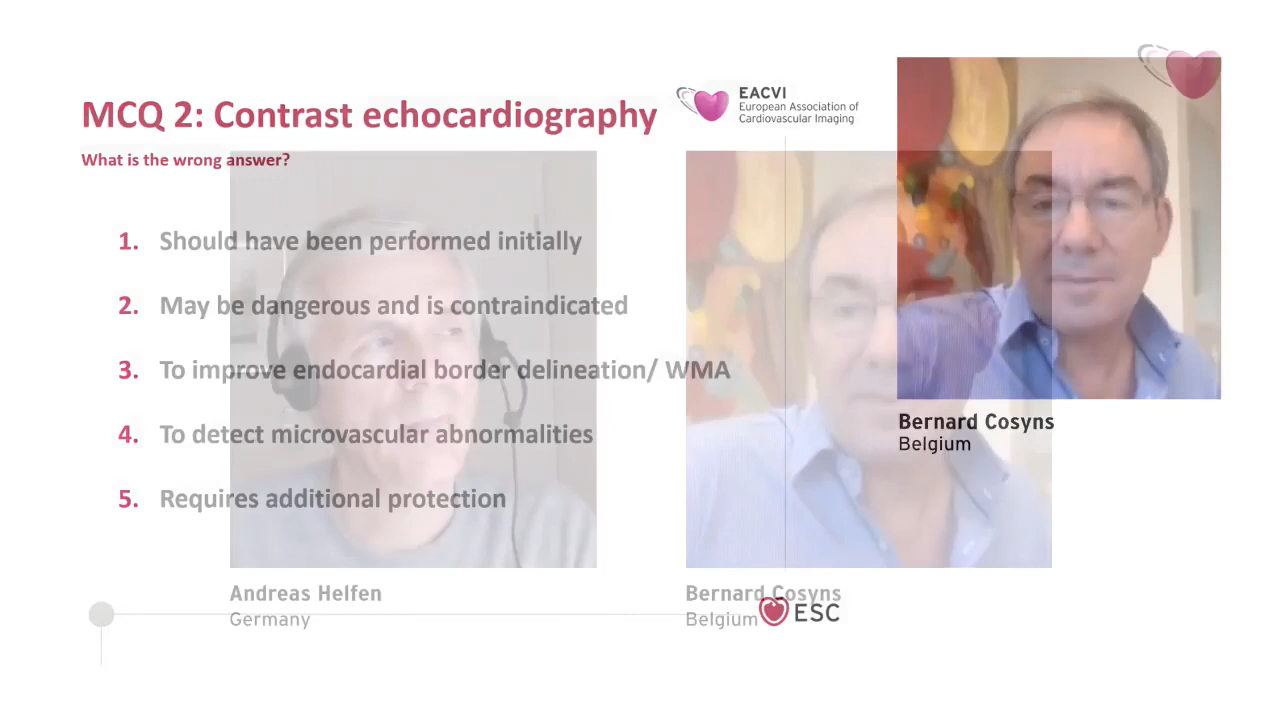 MCQ 2: Contrast echocardiography
What is the wrong answer?
EACVI
European Association of
Cardiovascular Imaging
1. Should have been performed initially
2. May be dangerous and is contraindicated
3. To improve endocardial border delineation/ WMA
4. To detect microvascular abnormalities
5. Requires additional protection
Bernard Cosyns
Belgium
Andreas Helfen
Germany
Bernard Cosyns
Belgium
ESC